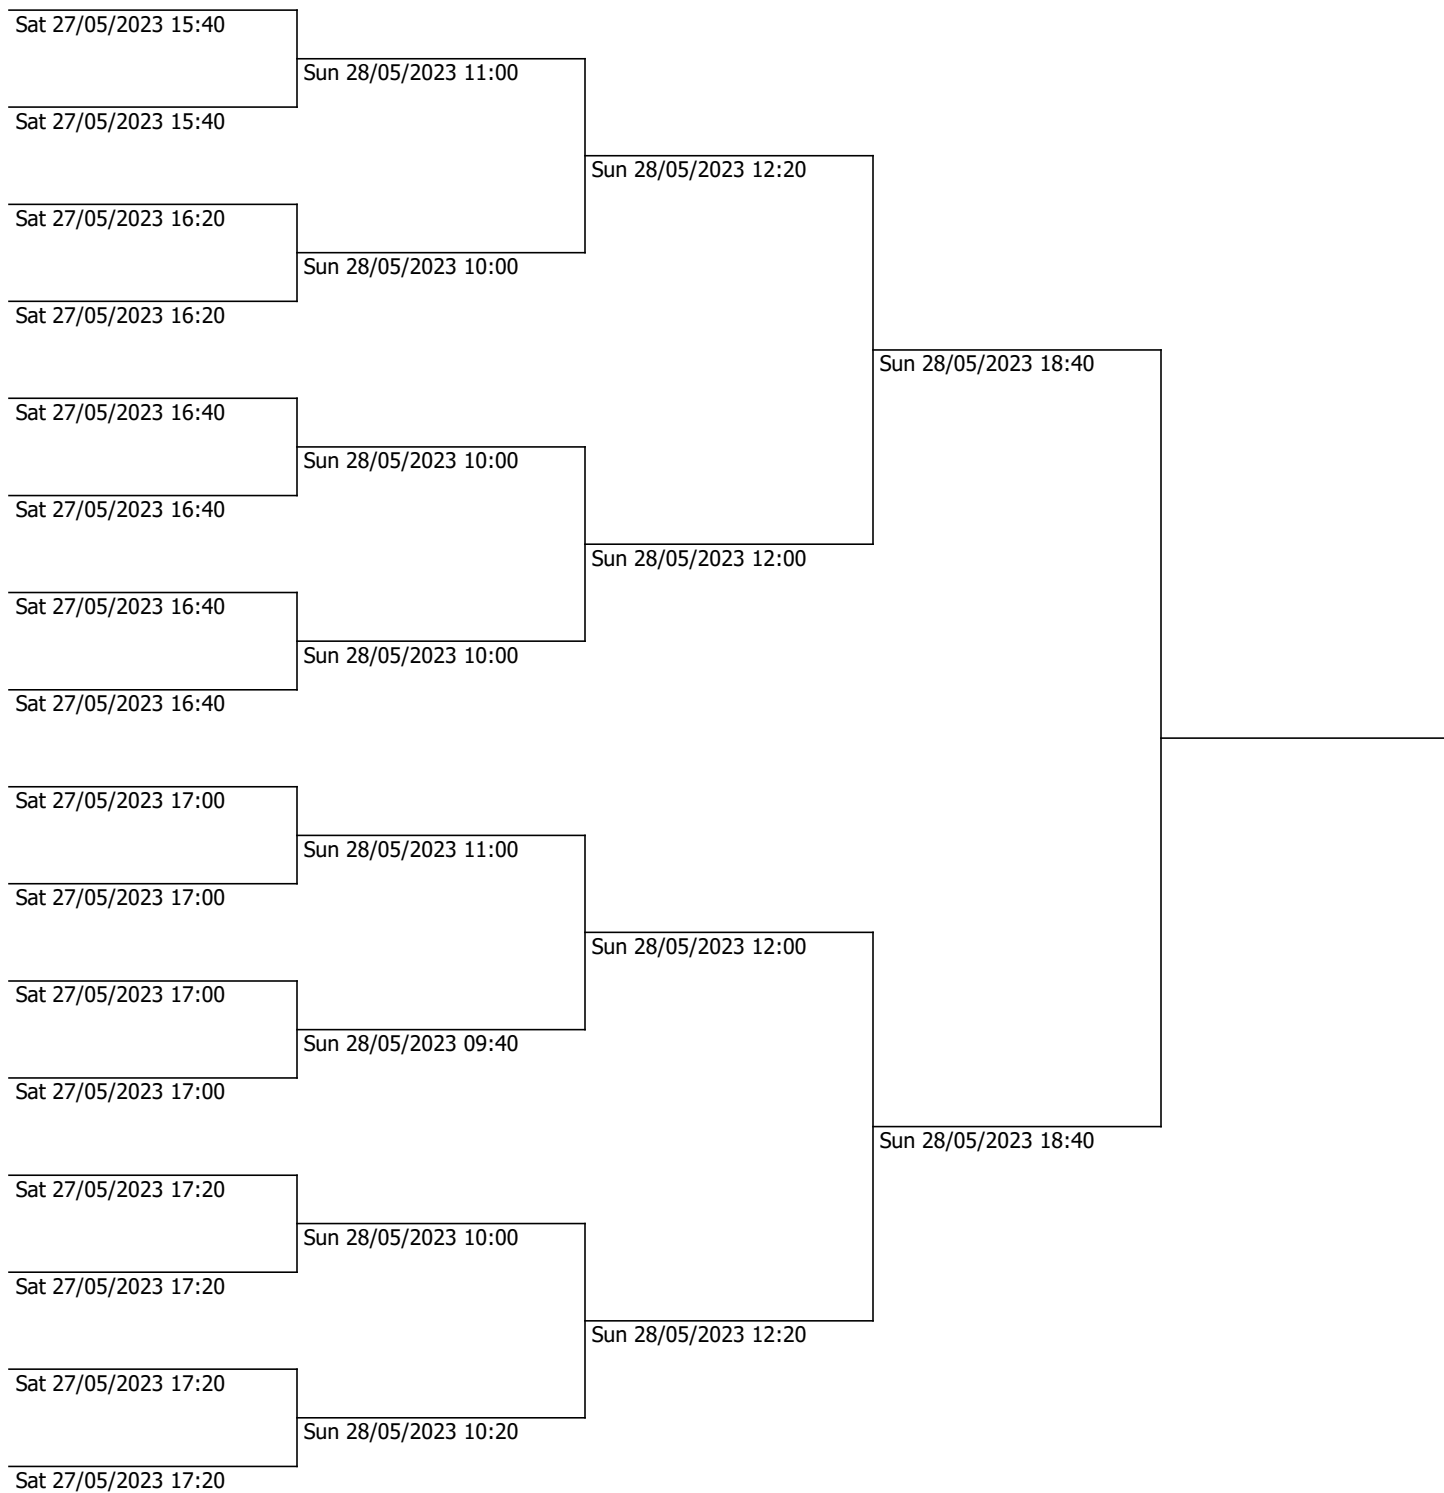 Sat 27/05/2023 15:40
Sun 28/05/2023 11:00
Sat 27/05/2023 15:40
Sun 28/05/2023 12:20
Sat 27/05/2023 16:20
Sun 28/05/2023 10:00
Sat 27/05/2023 16:20
Sun 28/05/2023 18:40
Sat 27/05/2023 16:40
Sun 28/05/2023 10:00
Sat 27/05/2023 16:40
Sun 28/05/2023 12:00
Sat 27/05/2023 16:40
Sun 28/05/2023 10:00
Sat 27/05/2023 16:40
Sat 27/05/2023 17:00
Sun 28/05/2023 11:00
Sat 27/05/2023 17:00
Sun 28/05/2023 12:00
Sat 27/05/2023 17:00
Sun 28/05/2023 09:40
Sat 27/05/2023 17:00
Sun 28/05/2023 18:40
Sat 27/05/2023 17:20
Sun 28/05/2023 10:00
Sat 27/05/2023 17:20
Sun 28/05/2023 12:20
Sat 27/05/2023 17:20
Sun 28/05/2023 10:20
Sat 27/05/2023 17:20